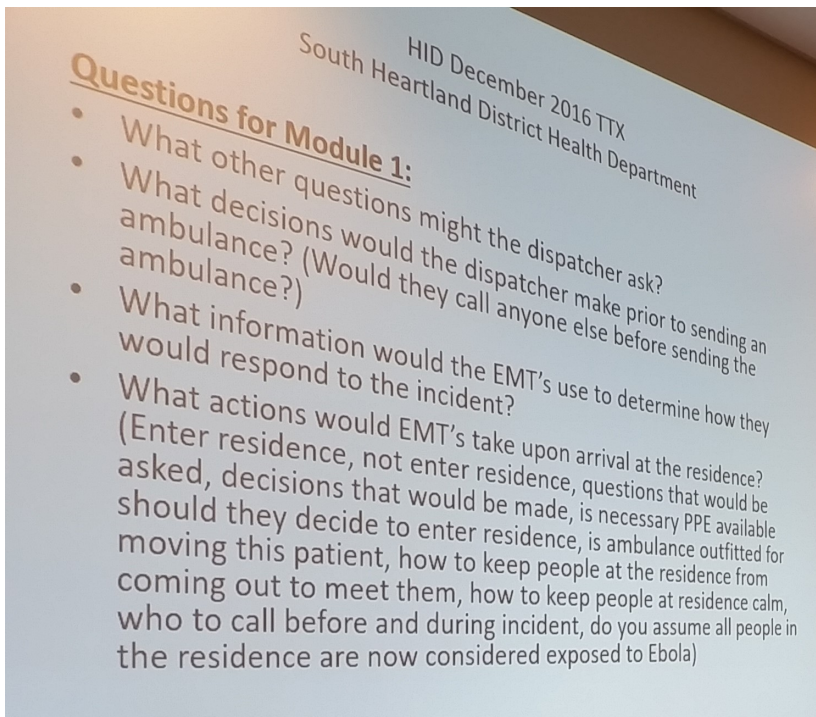 HID December 2016 TTX
South Heartland District Health Department
Questions for Module 1:
• What other questions might the dispatcher ask?
• What decisions would the dispatcher make prior to sending an
ambulance? (Would they call anyone else before sending the
ambulance?)
• What information would the EMT's use to determine how they
would respond to the incident?
• What actions would EMT's take upon arrival at the residence?
(Enter residence, not enter residence, questions that would be
asked, decisions that would be made, is necessary PPE available
should they decide to enter residence, is ambulance outfitted for
moving this patient, how to keep people at the residence from
coming out to meet them, how to keep people at residence calm,
who to call before and during incident, do you assume all people in
the residence are now considered exposed to Ebola)